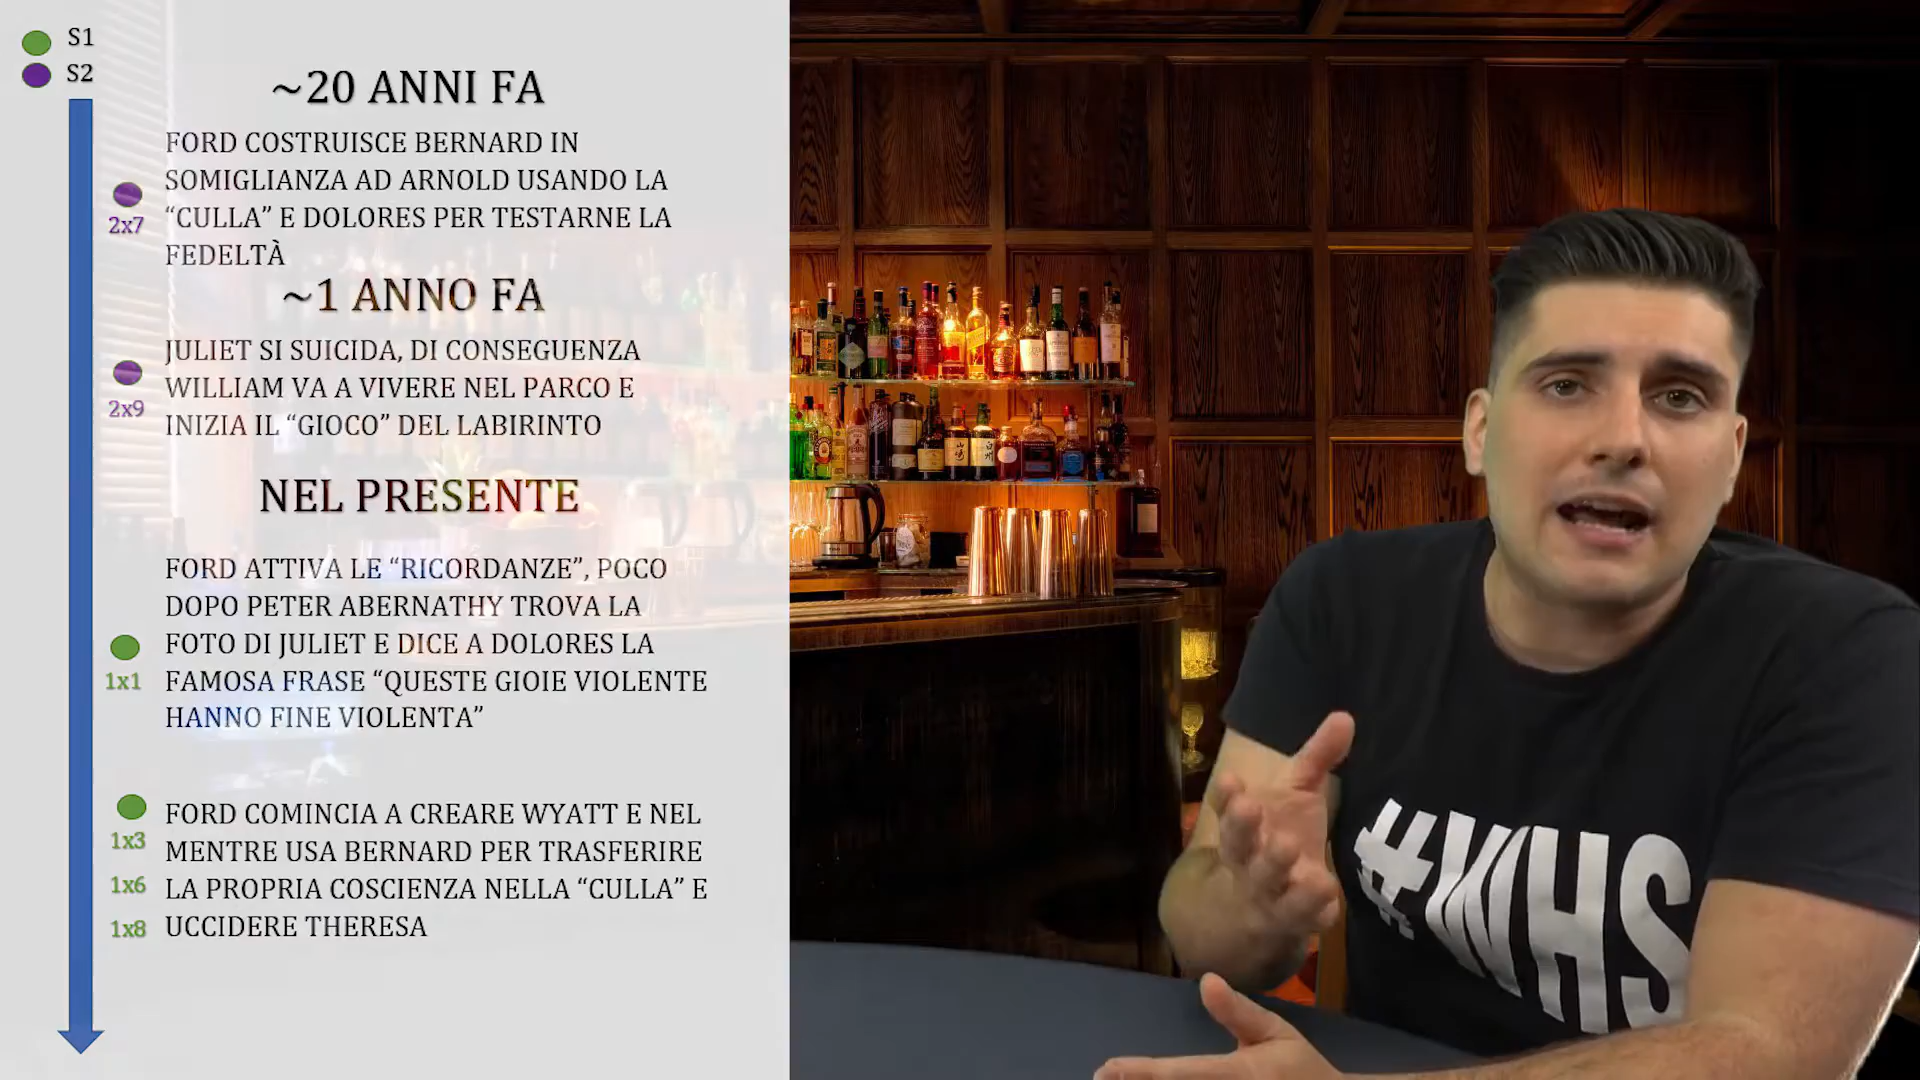 S1
S2
~20 ANNI FA
FORD COSTRUISCE BERNARD IN
SOMIGLIANZA AD ARNOLD USANDO LA
“CULLA” E DOLORES PER TESTARNE LA
FEDELTÀ
2x7
~1 ANNO FA
JULIET SI SUICIDA, DI CONSEGUENZA
WILLIAM VA A VIVERE NEL PARCO E
INIZIA IL “GIOCO” DEL LABIRINTO
2x9
NEL PRESENTE
FORD ATTIVA LE “RICORDANZE”, POCO
DOPO PETER ABERNATHY TROVA LA
FOTO DI JULIET E DICE A DOLORES LA
FAMOSA FRASE “QUESTE GIOIE VIOLENTE
HANNO FINE VIOLENTA”
1x1
FORD COMINCIA A CREARE WYATT E NEL
MENTRE USA BERNARD PER TRASFERIRE
LA PROPRIA COSCIENZA NELLA “CULLA” E
UCCIDERE THERESA
1x3
1x6
1x8
#WHS